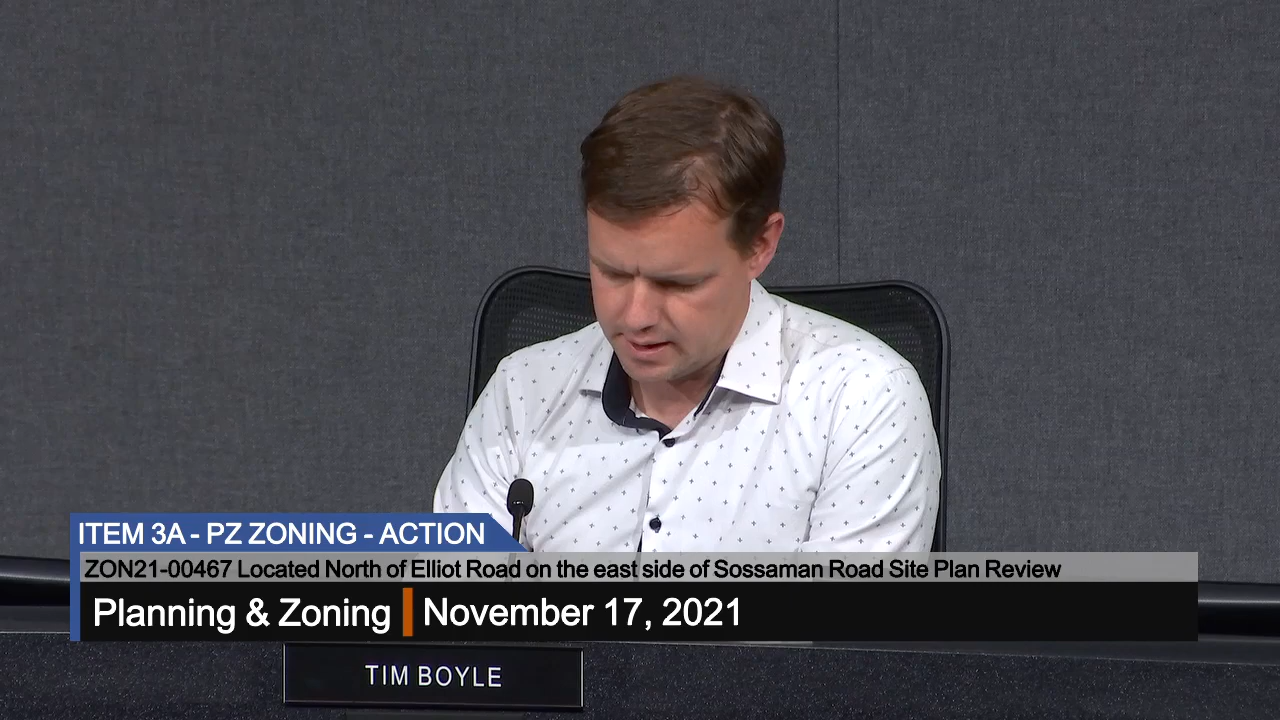 ITEM 3A - PZ ZONING - ACTION
ZON21-00467 Located North of Elliot Road on the east side of Sossaman Road Site Plan Review
Planning & Zoning | November 17, 2021
TIM BOYLE